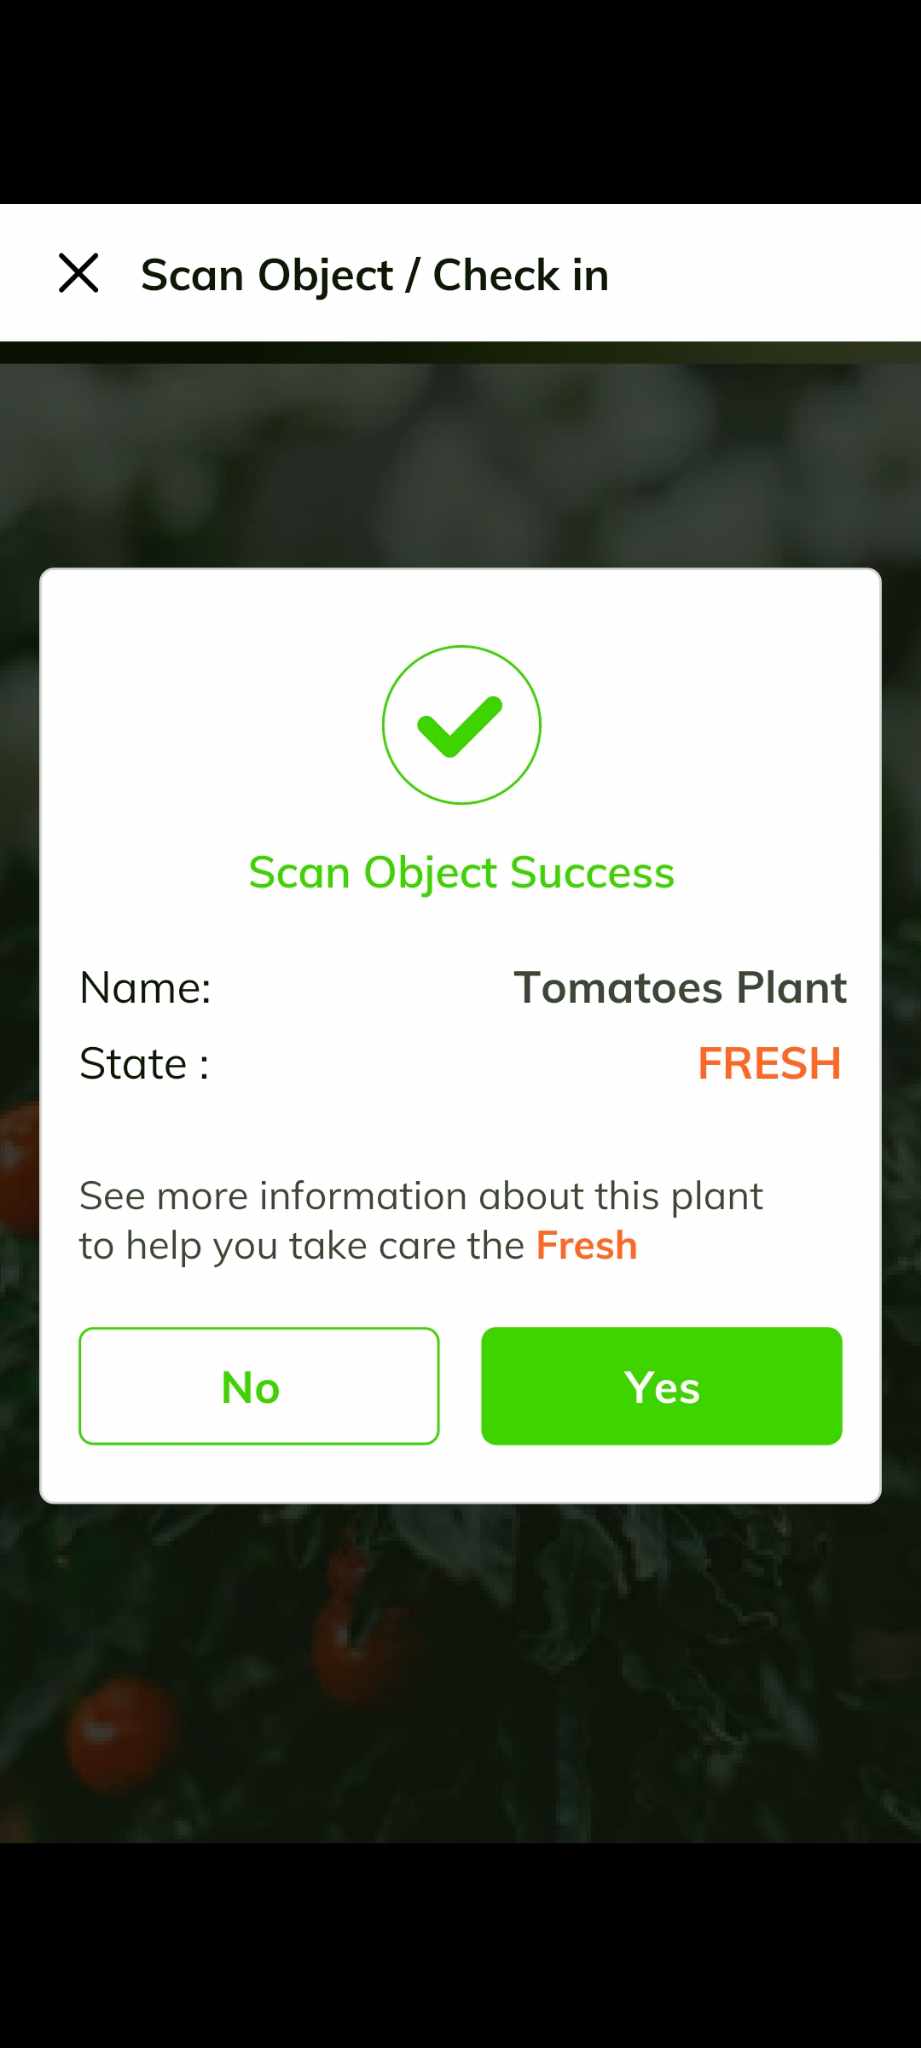 Scan Object / Check in
Scan Object Success
Name: Tomatoes Plant
State : FRESH
See more information about this plant
to help you take care the Fresh
No Yes